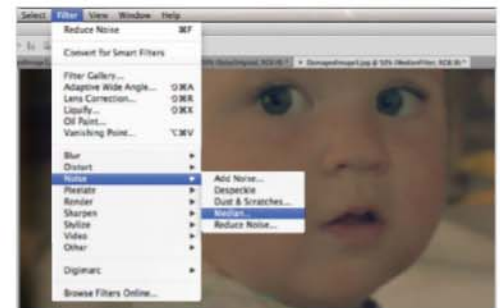 Select Filter View Window Help
Reduce Noise ⌘F
Convert for Smart Filters
Filter Gallery...
Adaptive Wide Angle... ⇧⌘A
Lens Correction... ⇧⌘R
Liquify... ⇧⌘X
Oil Paint...
Vanishing Point... ⌥⌘V
Blur
Distort
Noise
Pixelate
Render
Sharpen
Stylize
Video
Other
Digimarc
Browse Filters Online...
Add Noise...
Despeckle
Dust & Scratches...
Median...
Reduce Noise...